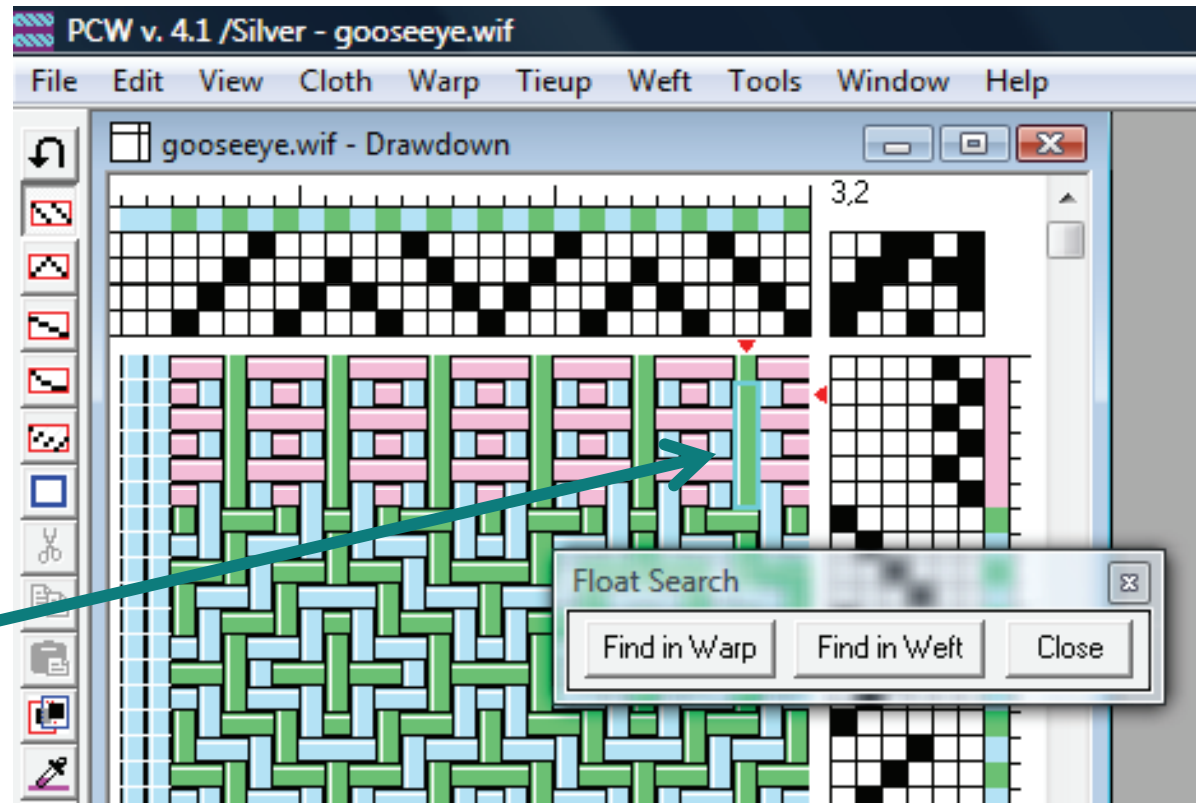 PCW v. 4.1 /Silver - gooseeye.wif
File Edit View Cloth Warp Tieup Weft Tools Window Help
gooseeye.wif - Drawdown
3,2
Float Search
Find in Warp Find in Weft Close